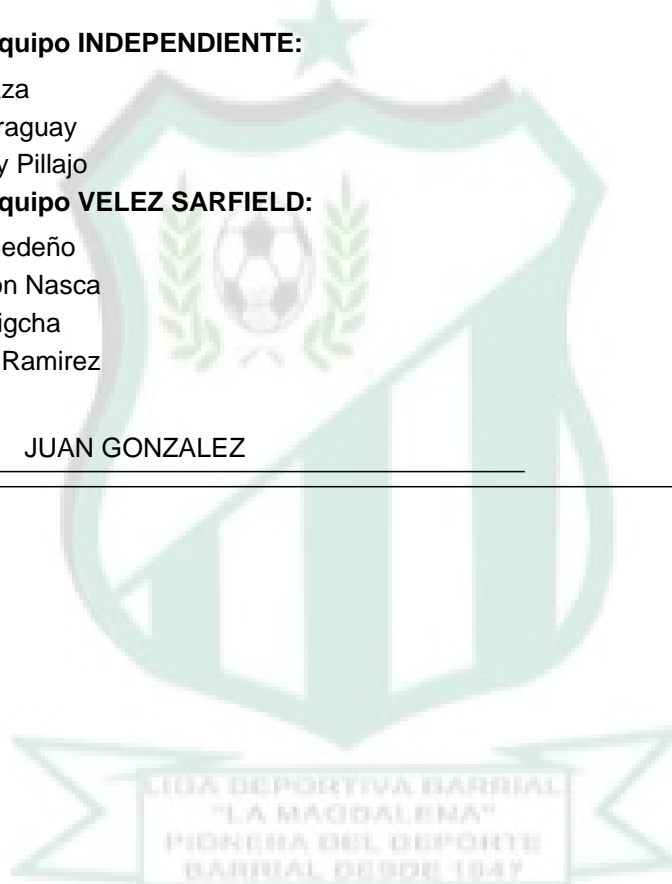 quipo INDEPENDIENTE:
za
raguay
y Pillajo
quipo VELEZ SARFIELD:
edeño
on Nasca
igcha
Ramirez
JUAN GONZALEZ
LIGA DEPORTIVA BARRIAL
"LA MAGDALENA"
PIONERA DEL DEPORTE
BARRIAL DESDE 1947